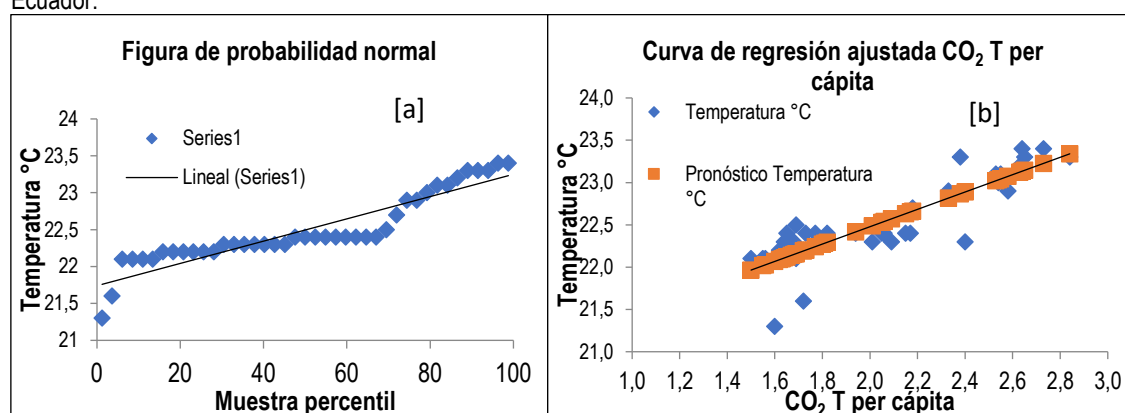 Ecuador.
Figura de probabilidad normal
[a]
Series1
Lineal (Series1)
Temperatura °C
24
23,5
23
22,5
22
21,5
21
0 20 40 60 80 100
Muestra percentil
Curva de regresión ajustada CO₂ T per
cápita
[b]
Temperatura °C
Pronóstico Temperatura
°C
Temperatura °C
24,0
23,5
23,0
22,5
22,0
21,5
21,0
1,0 1,2 1,4 1,6 1,8 2,0 2,2 2,4 2,6 2,8 3,0
CO₂ T per cápita